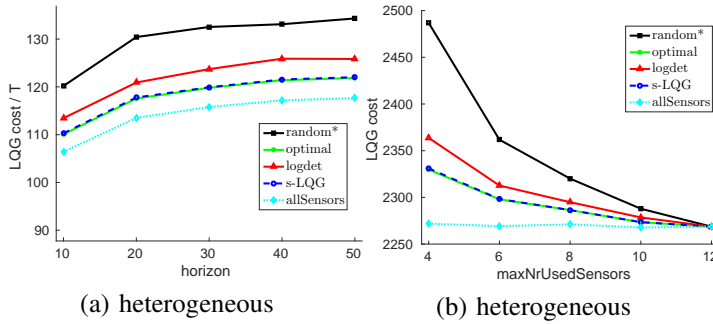 LQG cost / T
130
120
110
100
90
10
20
30
40
50
horizon
random*
optimal
logdet
s-LQG
allSensors
(a) heterogeneous
LQG cost
2500
2450
2400
2350
2300
2250
4
6
8
10
12
maxNrUsedSensors
random*
optimal
logdet
s-LQG
allSensors
(b) heterogeneous